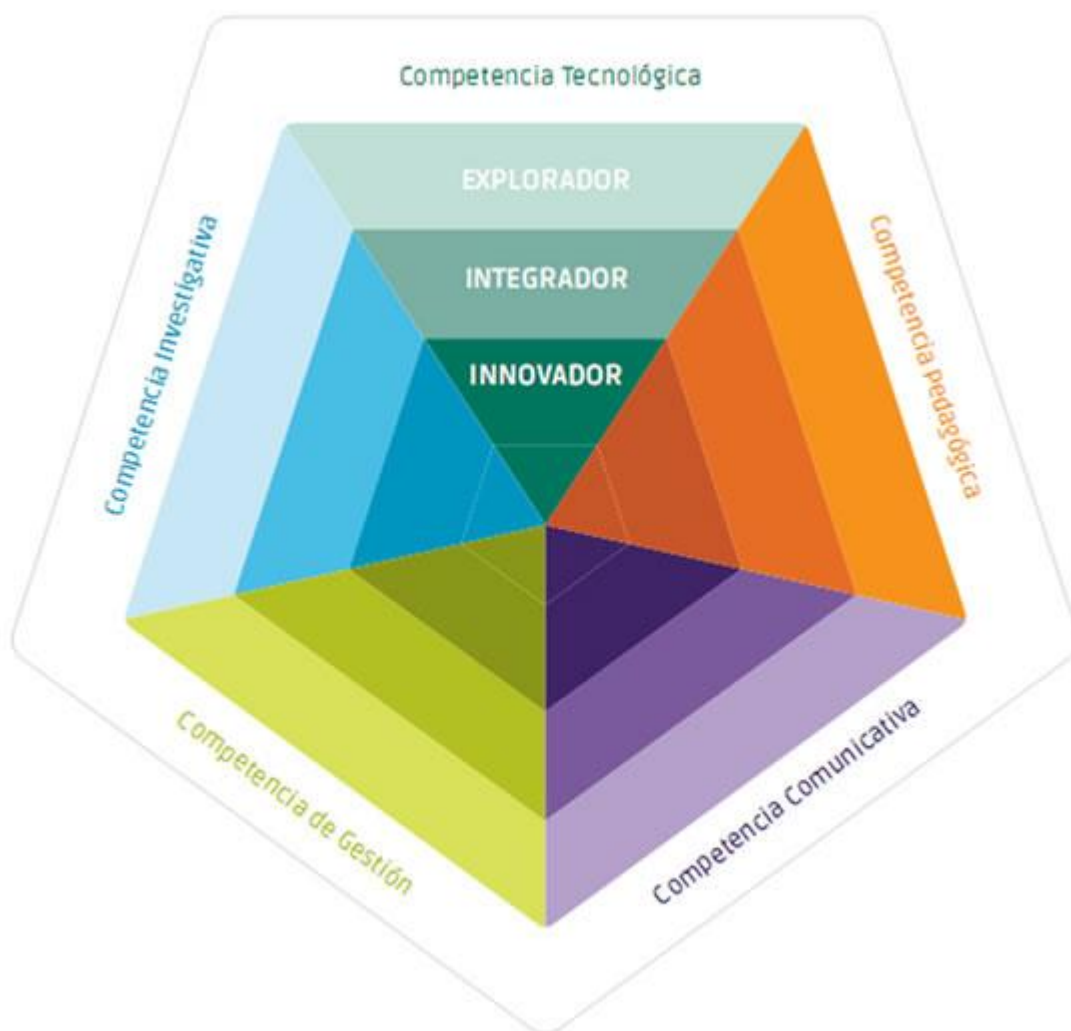 Competencia Tecnológica
EXPLORADOR
INTEGRADOR
INNOVADOR
Competencia Pedagógica
Competencia Comunicativa
Competencia de Gestión
Competencia Investigativa